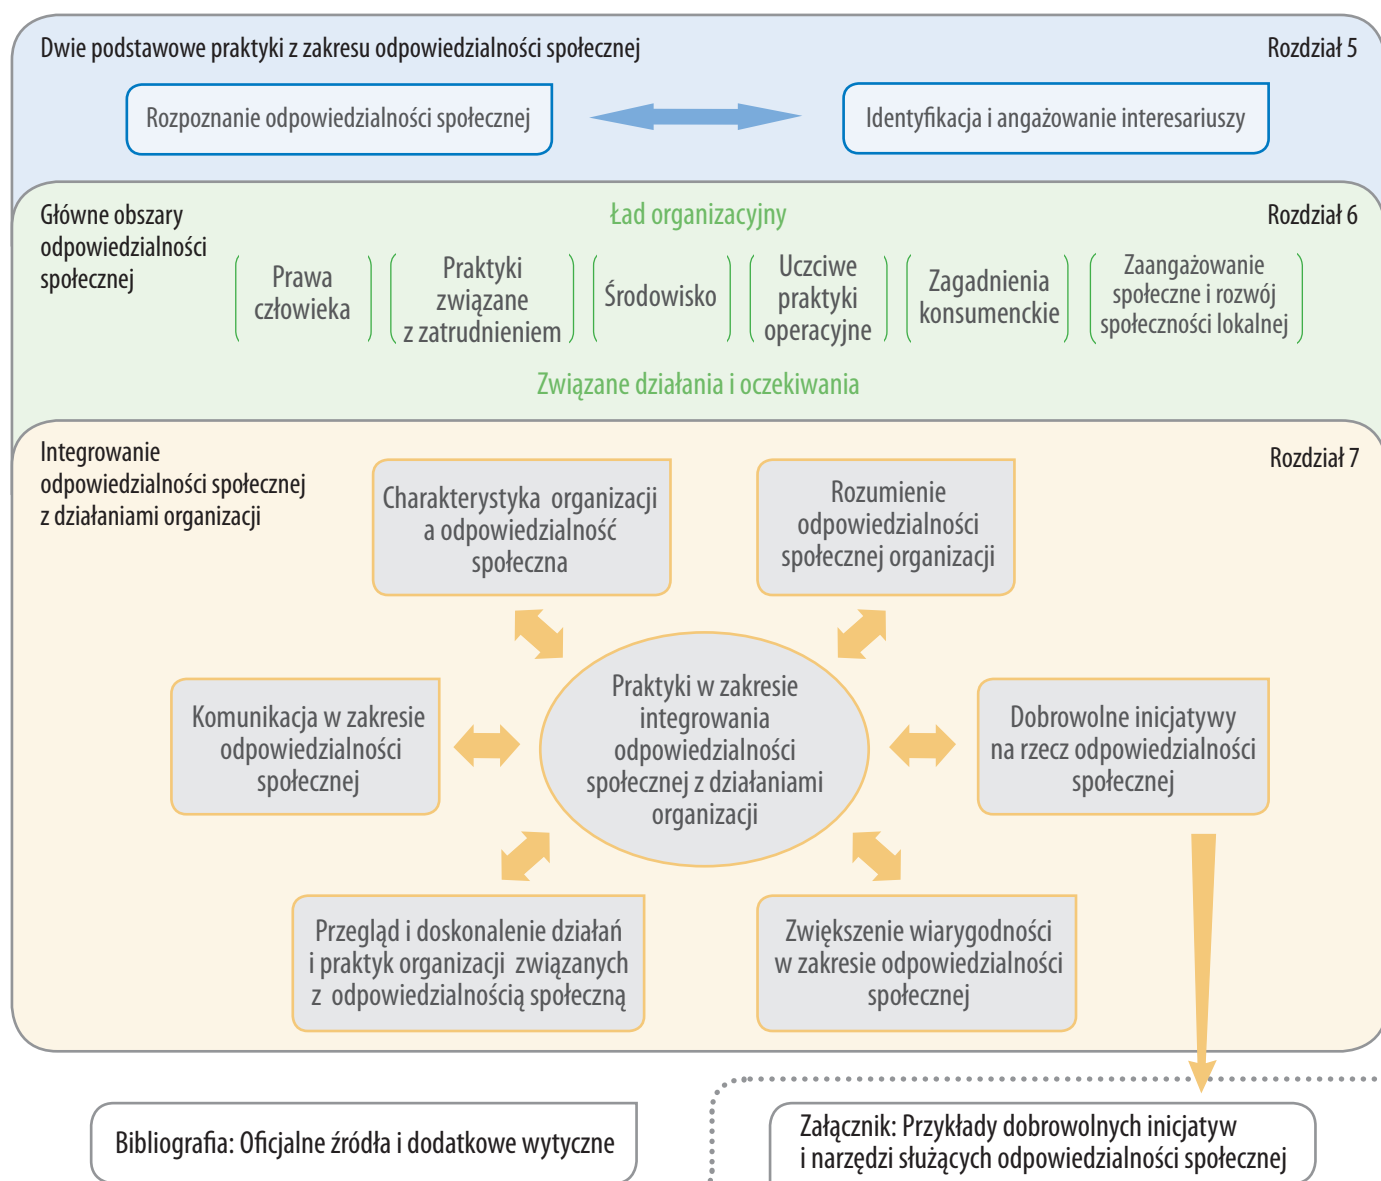 Dwie podstawowe praktyki z zakresu odpowiedzialności społecznej
Rozdział 5
Rozpoznanie odpowiedzialności społecznej
Identyfikacja i angażowanie interesariuszy
Główne obszary
odpowiedzialności
społecznej
Ład organizacyjny
Rozdział 6
Prawa
człowieka
Praktyki
związane
z zatrudnieniem
Środowisko
Uczciwe
praktyki
operacyjne
Zagadnienia
konsumenckie
Zaangażowanie
społeczne i rozwój
społeczności lokalnej
Związane działania i oczekiwania
Integrowanie
odpowiedzialności społecznej
z działaniami organizacji
Rozdział 7
Charakterystyka organizacji
a odpowiedzialność
społeczna
Rozumienie
odpowiedzialności
społecznej organizacji
Komunikacja w zakresie
odpowiedzialności
społecznej
Praktyki w zakresie
integrowania
odpowiedzialności
społecznej z działaniami
organizacji
Dobrowolne inicjatywy
na rzecz odpowiedzialności
społecznej
Przegląd i doskonalenie działań
i praktyk organizacji związanych
z odpowiedzialnością społeczną
Zwiększenie wiarygodności
w zakresie odpowiedzialności
społecznej
Bibliografia: Oficjalne źródła i dodatkowe wytyczne
Załącznik: Przykłady dobrowolnych inicjatyw
i narzędzi służących odpowiedzialności społecznej